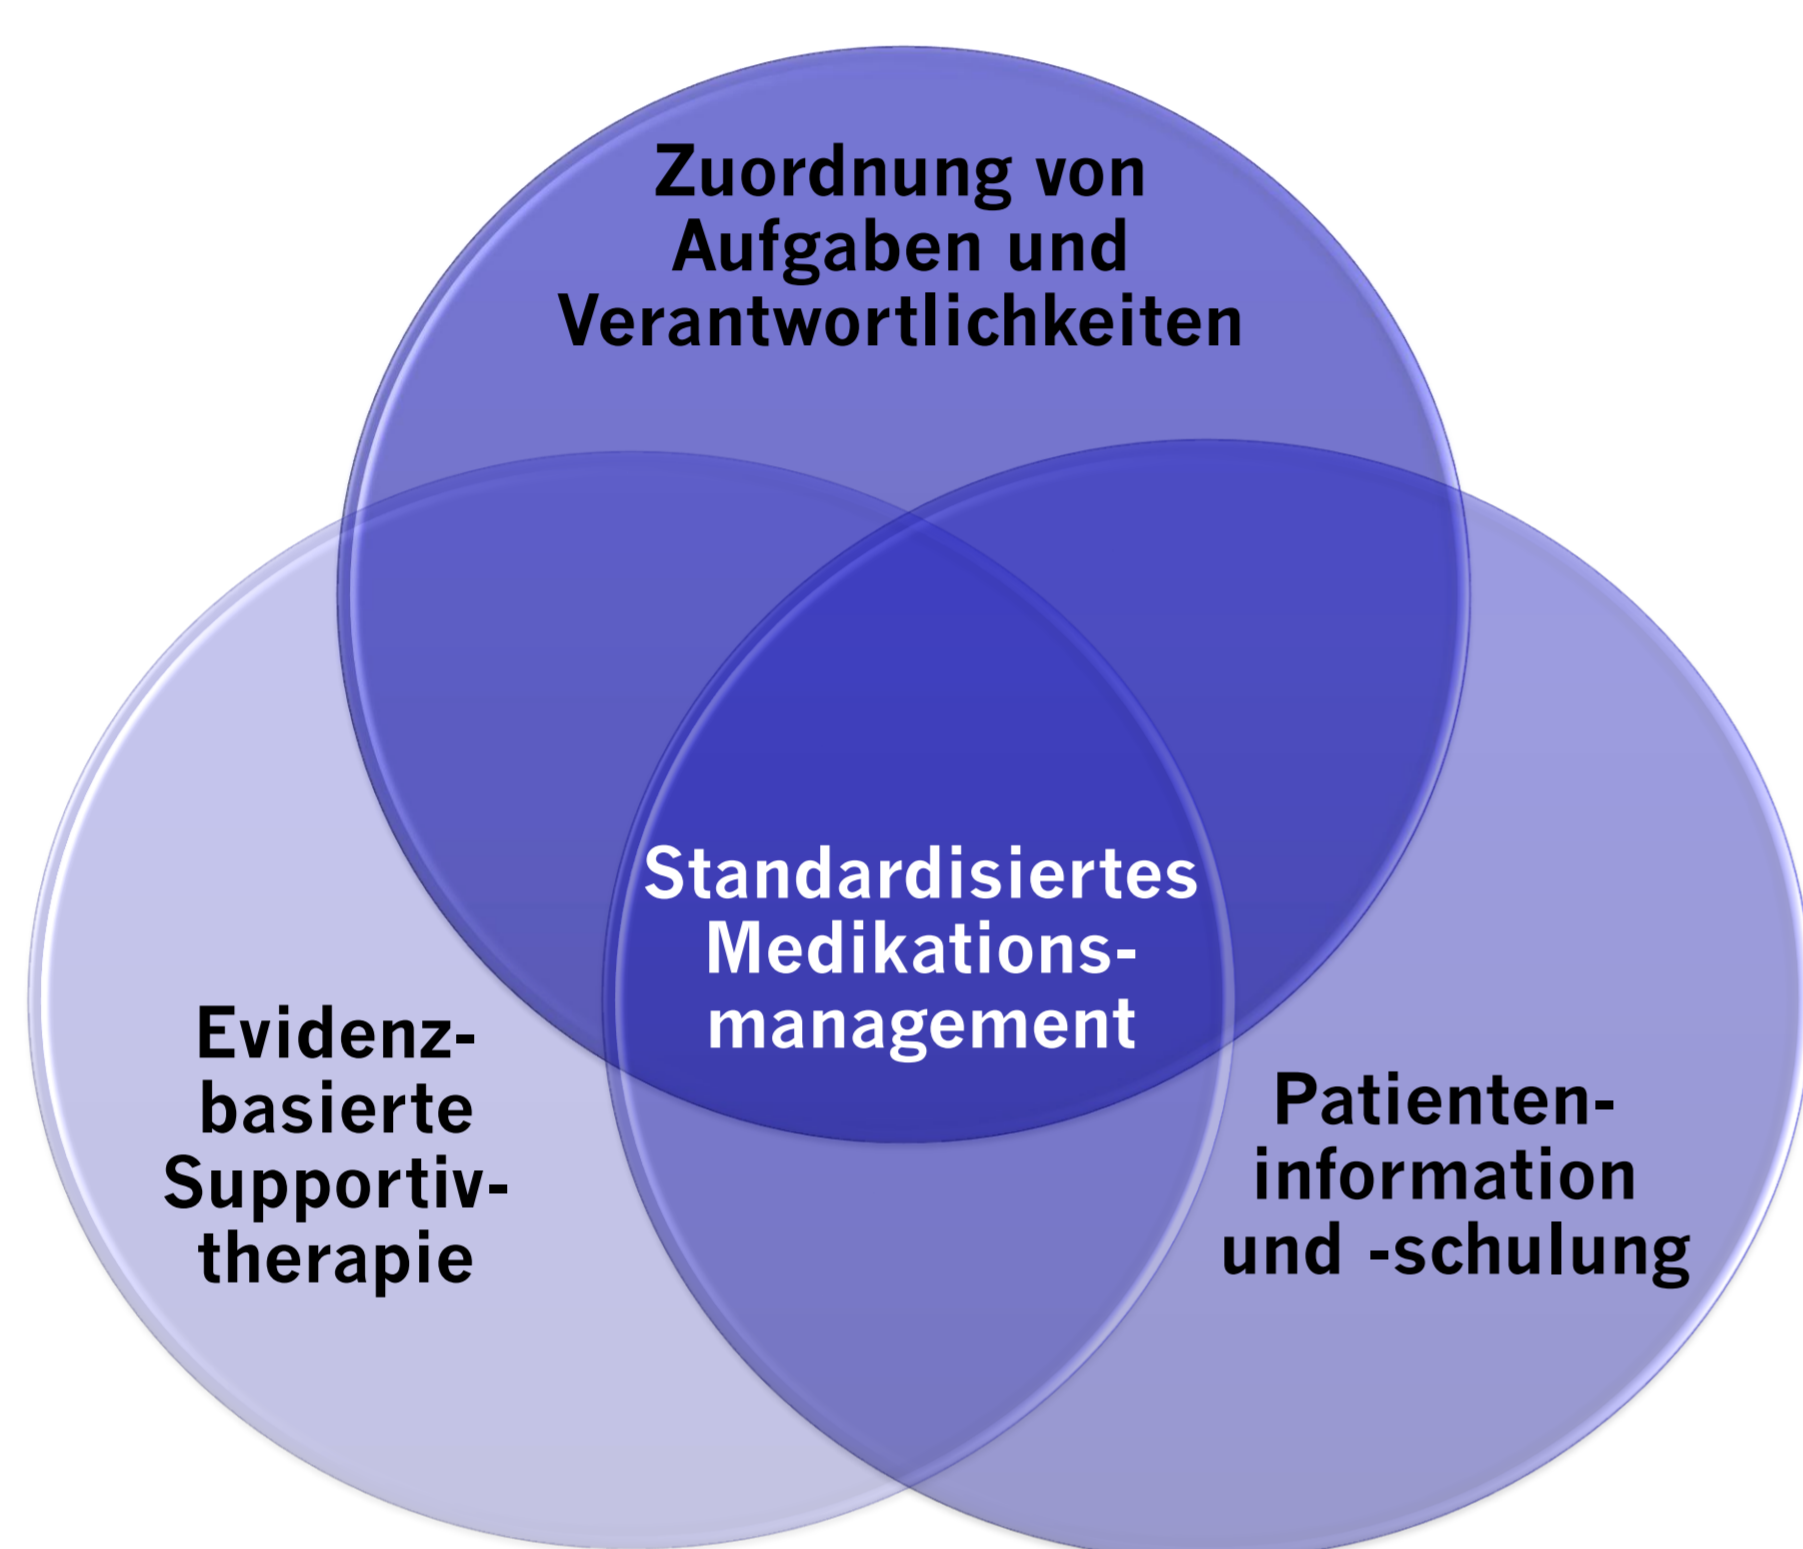 Zuordnung von
Aufgaben und
Verantwortlichkeiten
Standardisiertes
Medikations-
management
Evidenz-
basierte
Supportiv-
therapie
Patienten-
information
und -schulung